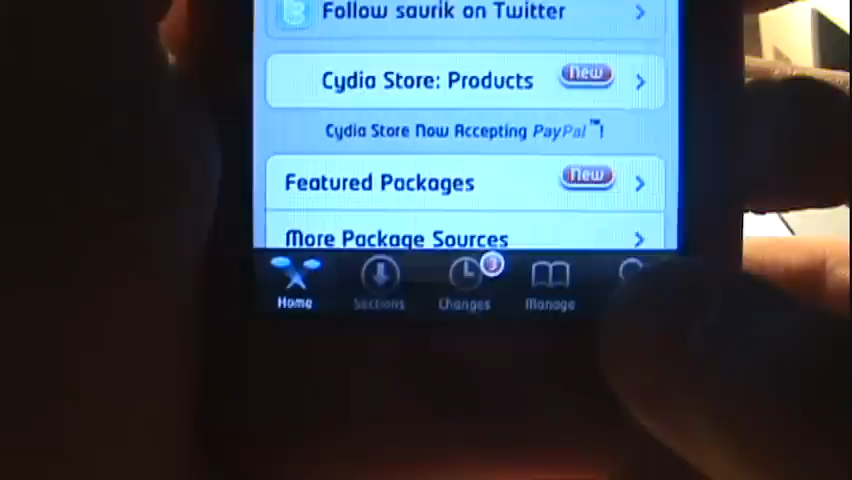 Follow saurik on Twitter
Cydia Store: Products New
Cydia Store Now Accepting PayPal™!
Featured Packages New
More Package Sources
3
Home Sections Changes Manage